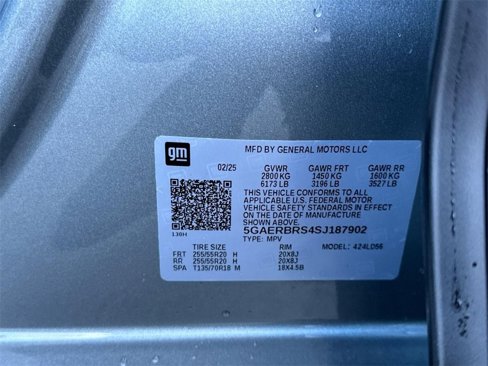 gm
MFD BY GENERAL MOTORS LLC
02/25 GVWR GAWR FRT GAWR RR
2800 KG 1450 KG 1600 KG
6173 LB 3196 LB 3527 LB
THIS VEHICLE CONFORMS TO ALL
APPLICABLE U.S. FEDERAL MOTOR
VEHICLE SAFETY STANDARDS IN EFFECT
ON THE DATE OF MANUFACTURE
SHOWN ABOVE.
138H 5GAERBRS4SJ187902
TYPE: MPV
TIRE SIZE RIM MODEL: 424LD56
FRT 255/55R20 H 20X8J
RR 255/55R20 H 20X8J
SPA T135/70R18 M 18X4.5B